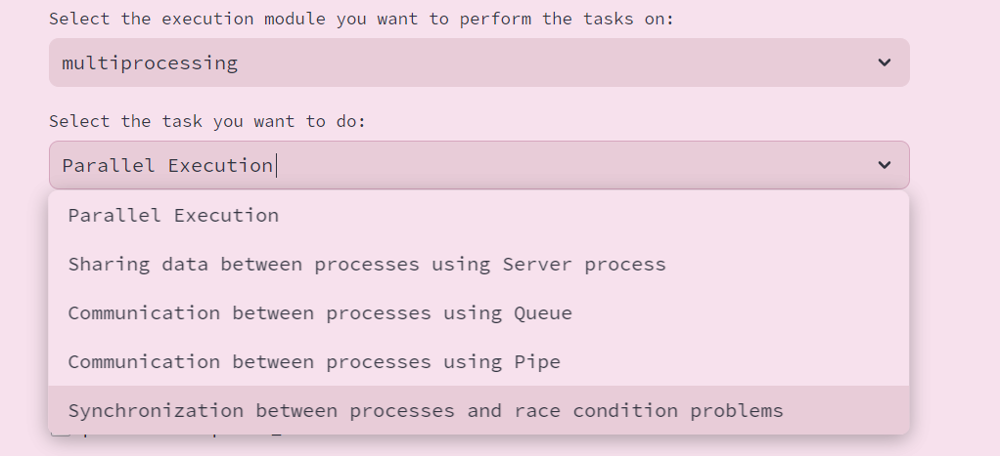 Select the execution module you want to perform the tasks on:
multiprocessing
Select the task you want to do:
Parallel Execution
Parallel Execution
Sharing data between processes using Server process
Communication between processes using Queue
Communication between processes using Pipe
Synchronization between processes and race condition problems